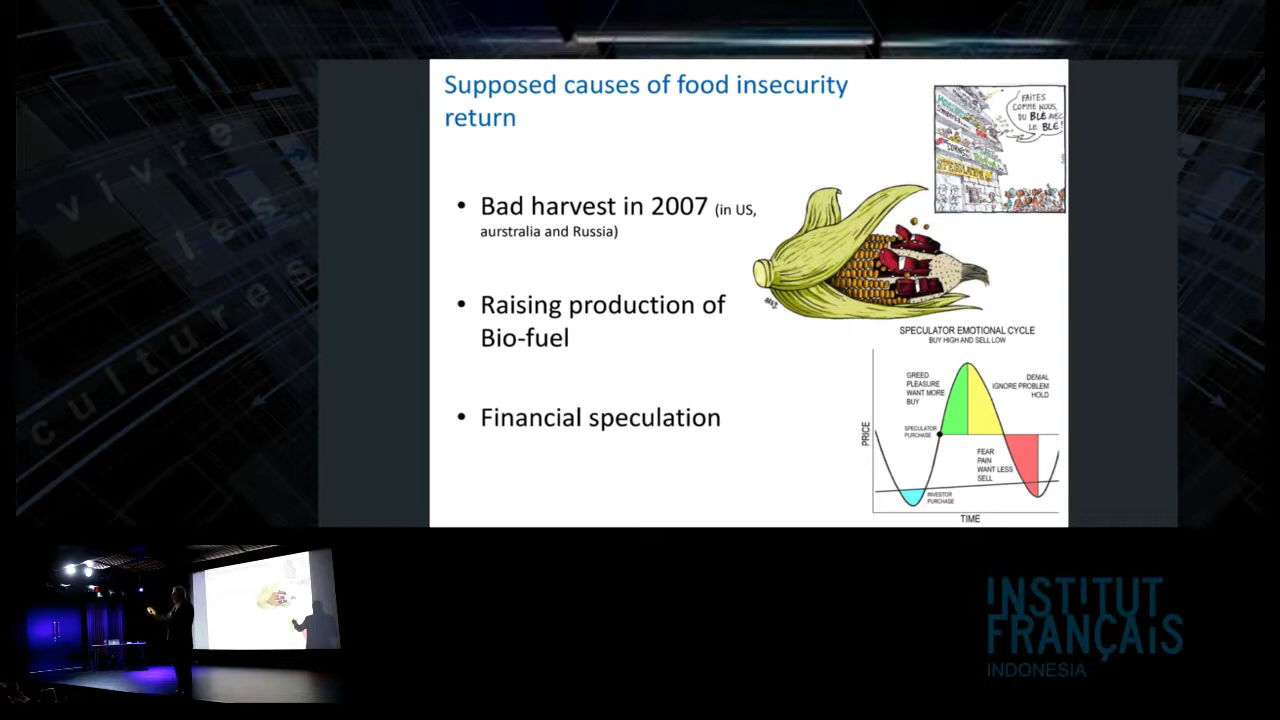 Supposed causes of food insecurity
return
• Bad harvest in 2007 (in US,
aurstralia and Russia)
• Raising production of
Bio-fuel
• Financial speculation
FAITES
COMME NOUS,
DU BLÉ AVEC
LE BLÉ!
SPECULATOR EMOTIONAL CYCLE
BUY HIGH AND SELL LOW
GREED
PLEASURE
WANT MORE
BUY
DENIAL
IGNORE PROBLEM
HOLD
SPECULATOR
PURCHASE
FEAR
PAIN
WANT LESS
SELL
INVESTOR
PURCHASE
PRICE
TIME
vivre
les
cultures
INSTITUT
FRANÇAIS
INDONESIA